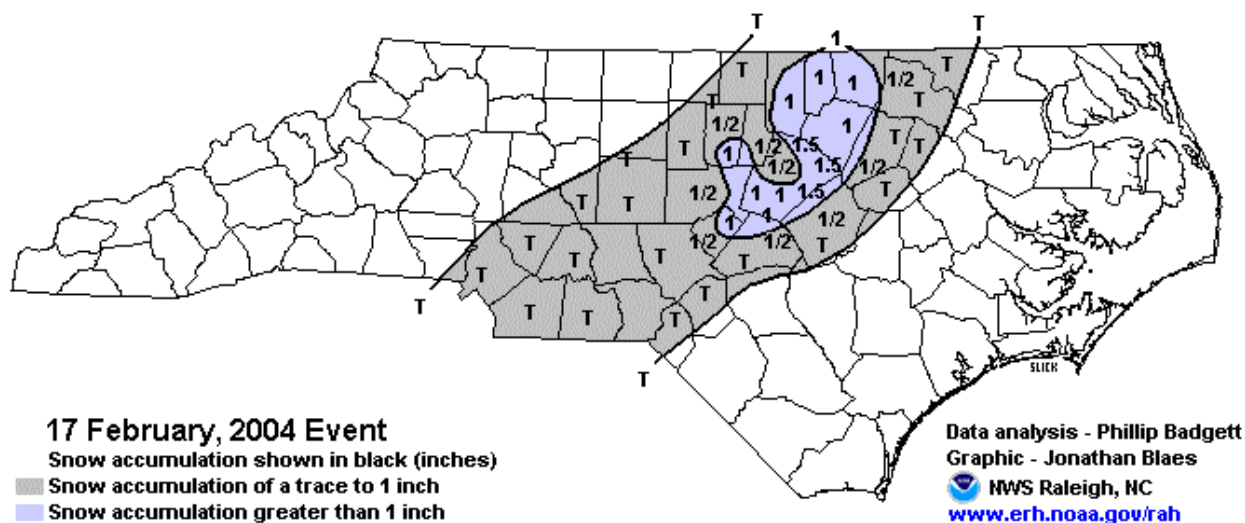 T
T
1
T
T
1/2
T
1
1
1
T
1/2
1
T
T
1/2
1.5
T
1
T
1/2
1.5
1/2
T
T
1/2
1
1
1.5
T
1
1
1/2
T
T
1/2
1/2
T
T
T
T
T
T
T
T
T
T
T
SLICK
17 February, 2004 Event
Snow accumulation shown in black (inches)
Snow accumulation of a trace to 1 inch
Snow accumulation greater than 1 inch
Data analysis - Phillip Badgett
Graphic - Jonathan Blaes
NWS Raleigh, NC
www.erh.noaa.gov/rah